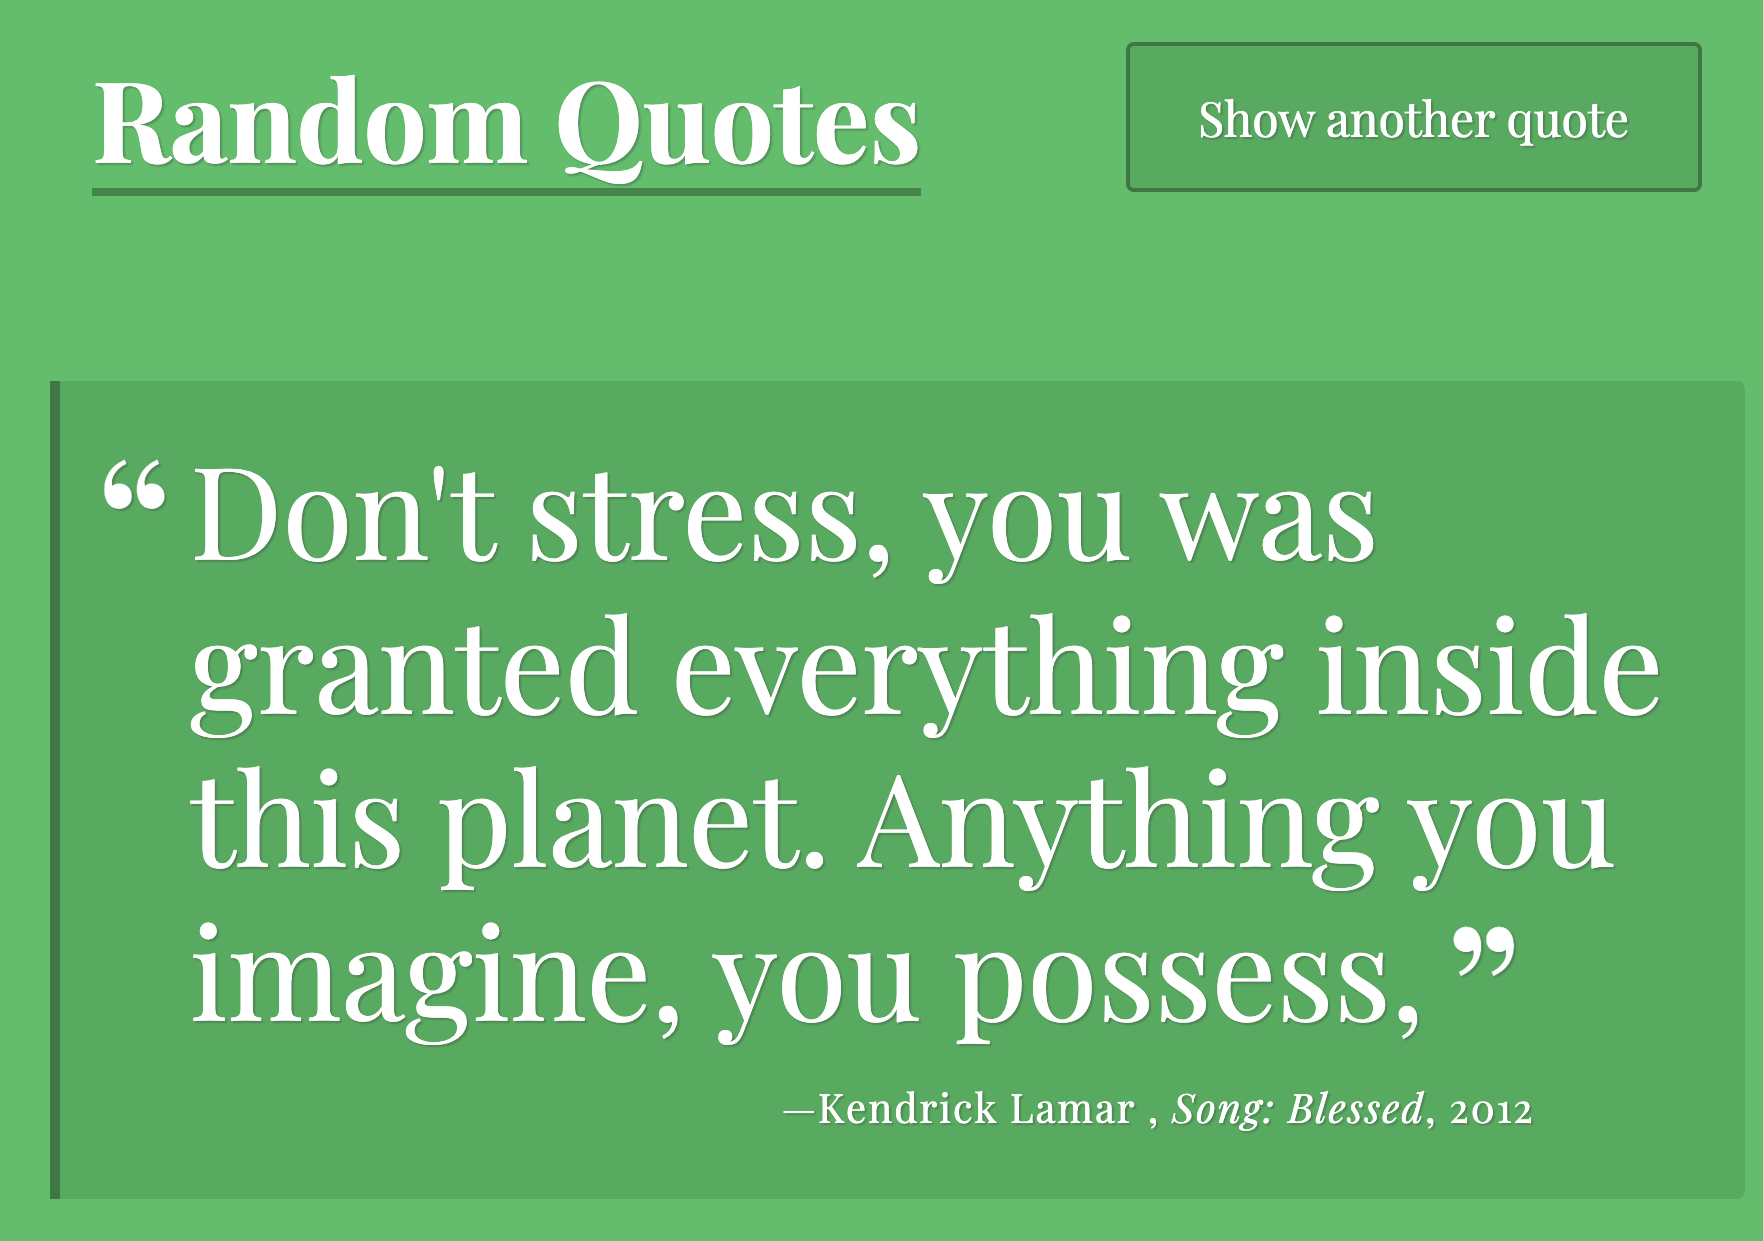 Random Quotes
Show another quote
“ Don't stress, you was
granted everything inside
this planet. Anything you
imagine, you possess, ”
—Kendrick Lamar , Song: Blessed, 2012